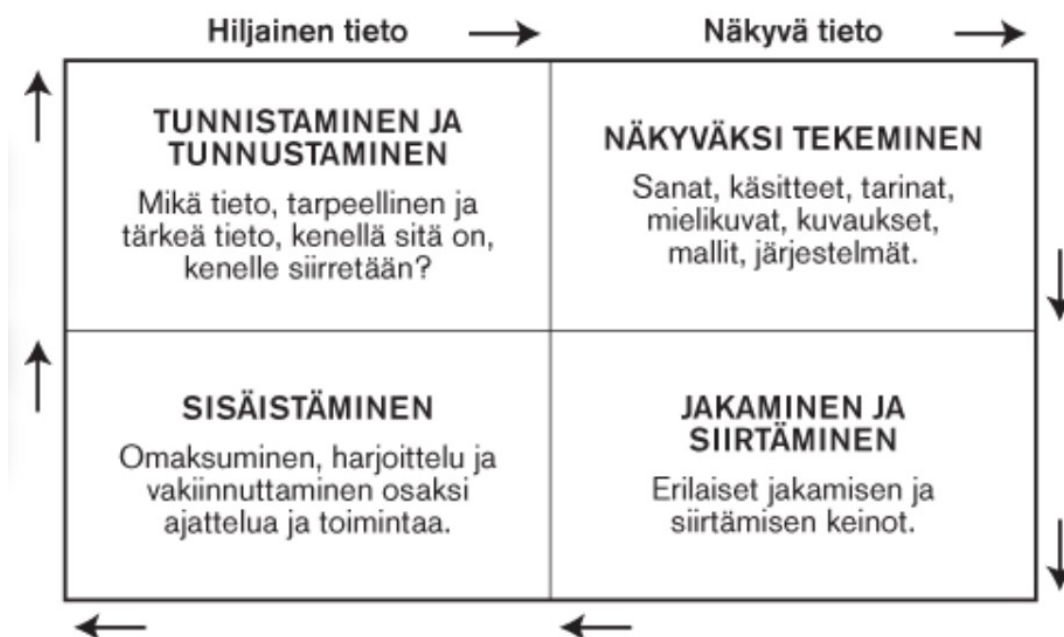 Hiljainen tieto
Näkyvä tieto
TUNNISTAMINEN JA
TUNNUSTAMINEN
Mikä tieto, tarpeellinen ja
tärkeä tieto, kenellä sitä on,
kenelle siirretään?
NÄKYVÄKSI TEKEMINEN
Sanat, käsitteet, tarinat,
mielikuvat, kuvaukset,
mallit, järjestelmät.
SISÄISTÄMINEN
Omaksuminen, harjoittelu ja
vakiinnuttaminen osaksi
ajattelua ja toimintaa.
JAKAMINEN JA
SIIRTÄMINEN
Erilaiset jakamisen ja
siirtämisen keinot.